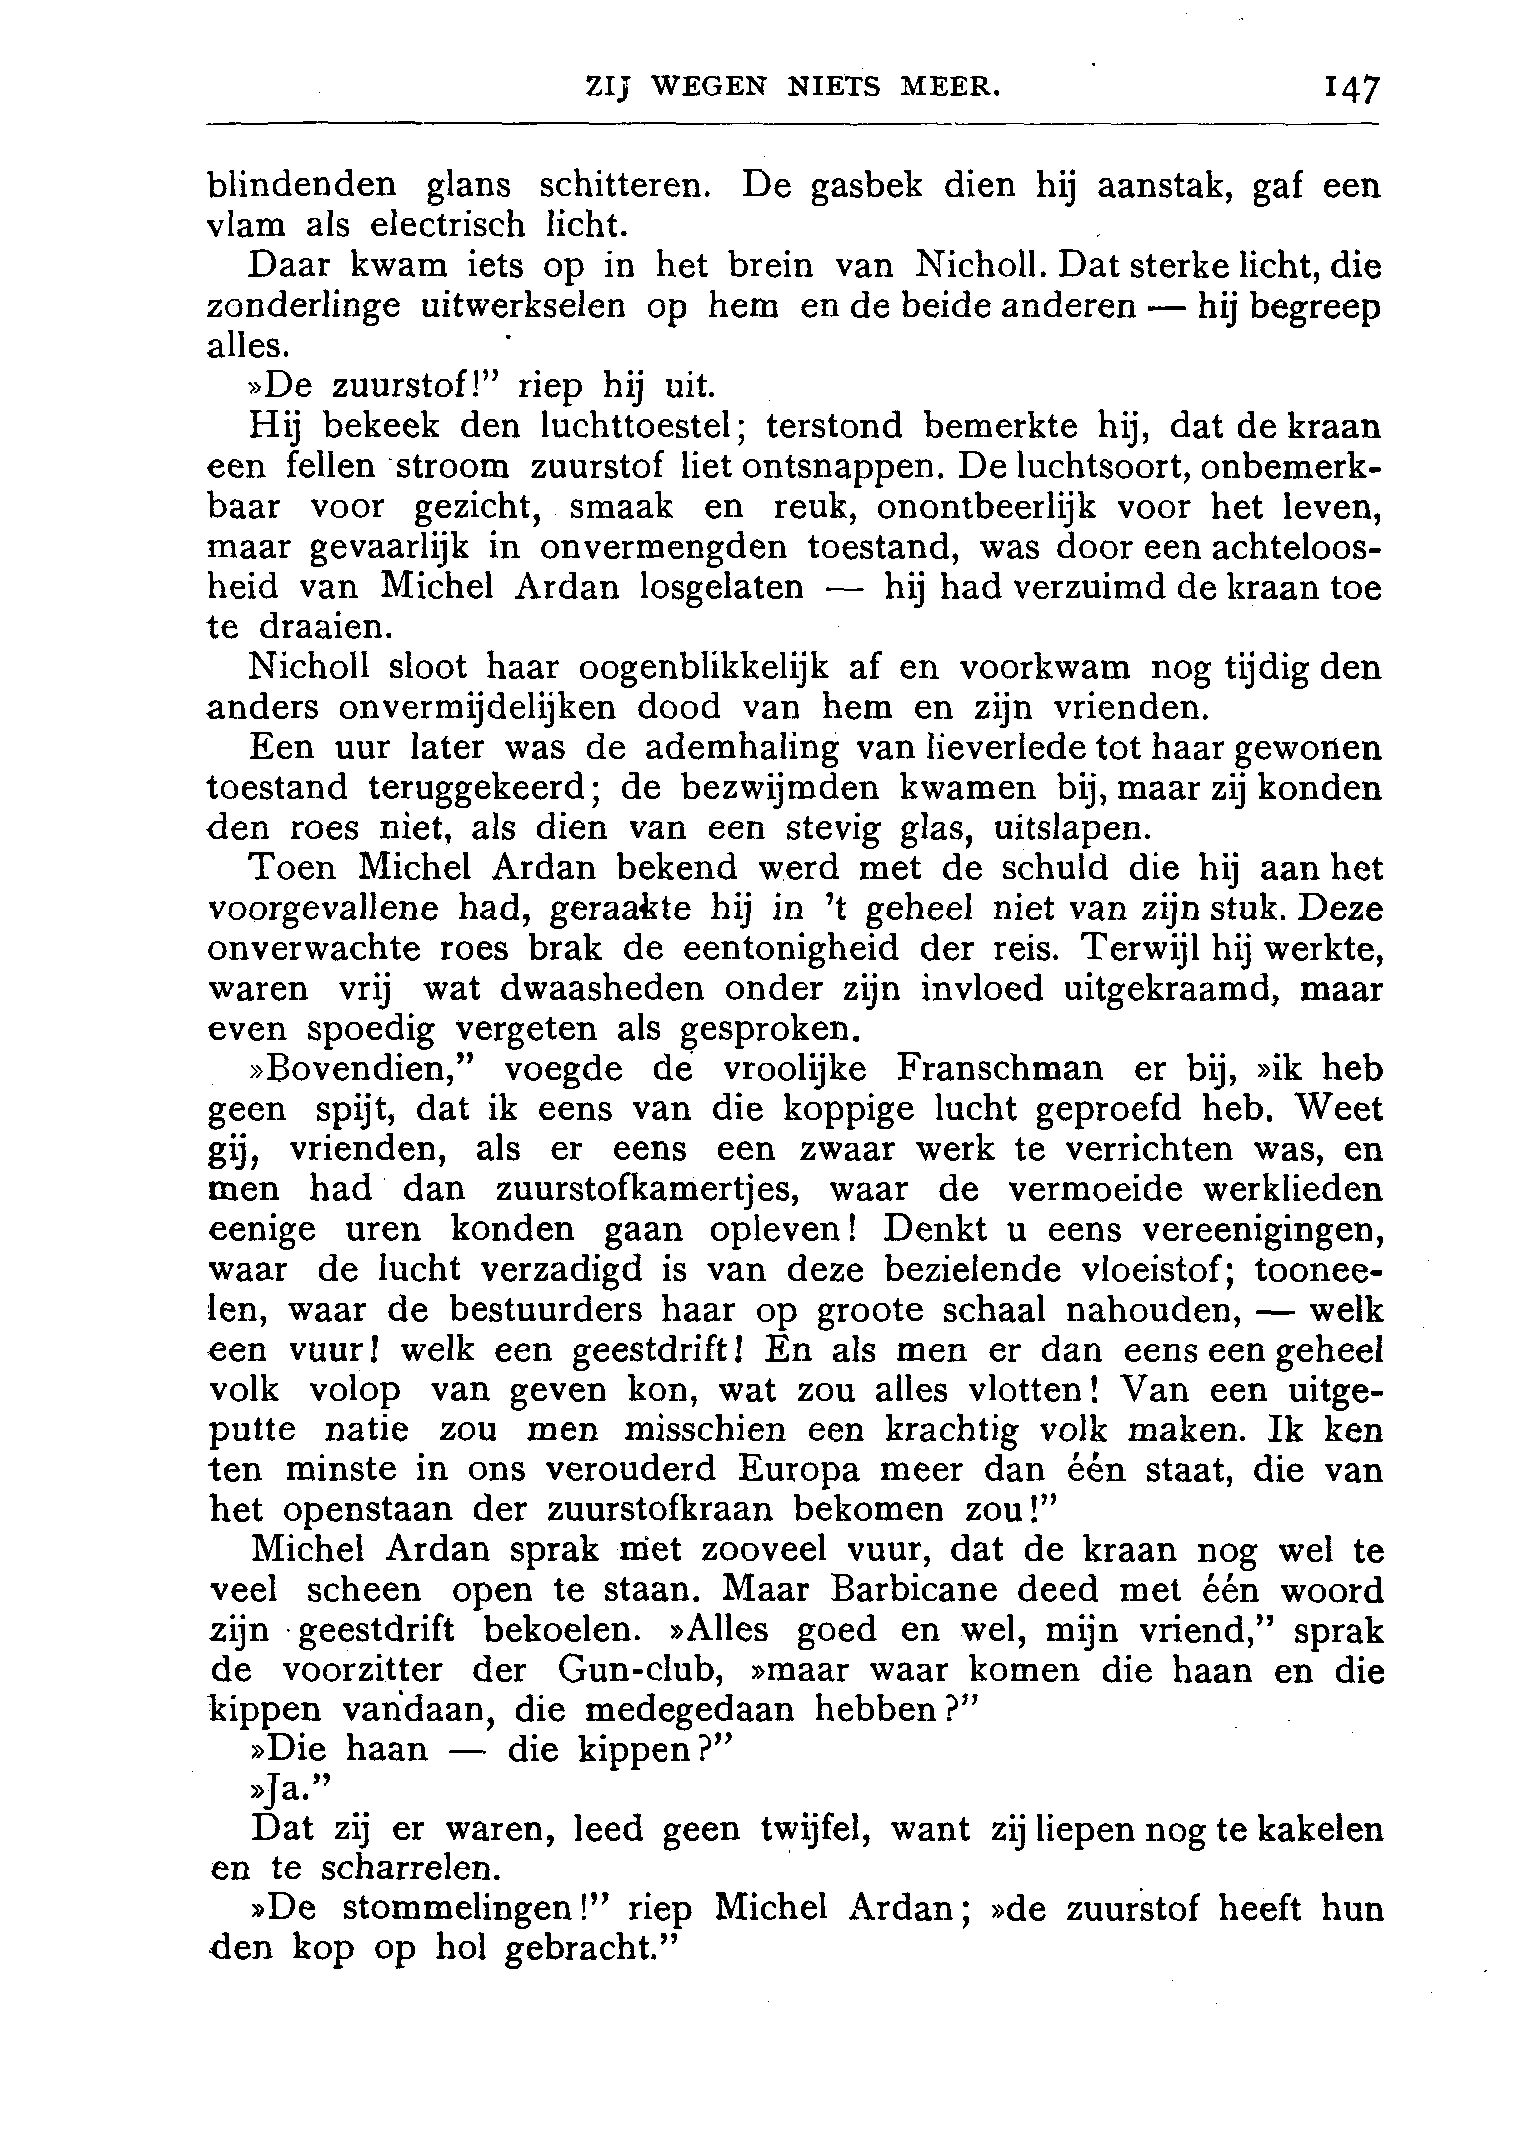 ZIJ WEGEN NIETS MEER. 147
blindenden glans schitteren. De gasbek dien hij aanstak, gaf een
vlam als electrisch licht.
Daar kwam iets op in het brein van Nicholl. Dat sterke licht, die
zonderlinge uitwerkselen op hem en de beide anderen — hij begreep
alles.
»De zuurstof!” riep hij uit.
Hij bekeek den luchttoestel; terstond bemerkte hij, dat de kraan
een fellen stroom zuurstof liet ontsnappen. De luchtsoort, onbemerk-
baar voor gezicht, smaak en reuk, onontbeerlijk voor het leven,
maar gevaarlijk in onvermengden toestand, was door een achteloos-
heid van Michel Ardan losgelaten — hij had verzuimd de kraan toe
te draaien.
Nicholl sloot haar oogenblikkelijk af en voorkwam nog tijdig den
anders onvermijdelijken dood van hem en zijn vrienden.
Een uur later was de ademhaling van lieverlede tot haar gewonen
toestand teruggekeerd; de bezwijmden kwamen bij, maar zij konden
den roes niet, als dien van een stevig glas, uitslapen.
Toen Michel Ardan bekend werd met de schuld die hij aan het
voorgevallene had, geraakte hij in ’t geheel niet van zijn stuk. Deze
onverwachte roes brak de eentonigheid der reis. Terwijl hij werkte,
waren vrij wat dwaasheden onder zijn invloed uitgekraamd, maar
even spoedig vergeten als gesproken.
»Bovendien,” voegde de vroolijke Franschman er bij, »ik heb
geen spijt, dat ik eens van die koppige lucht geproefd heb. Weet
gij, vrienden, als er eens een zwaar werk te verrichten was, en
men had dan zuurstofkamertjes, waar de vermoeide werklieden
eenige uren konden gaan opleven! Denkt u eens vereenigingen,
waar de lucht verzadigd is van deze bezielende vloeistof; toonee-
len, waar de bestuurders haar op groote schaal nahouden, — welk
een vuur! welk een geestdrift! En als men er dan eens een geheel
volk volop van geven kon, wat zou alles vlotten! Van een uitge-
putte natie zou men misschien een krachtig volk maken. Ik ken
ten minste in ons verouderd Europa meer dan één staat, die van
het openstaan der zuurstofkraan bekomen zou!”
Michel Ardan sprak met zooveel vuur, dat de kraan nog wel te
veel scheen open te staan. Maar Barbicane deed met één woord
zijn geestdrift bekoelen. »Alles goed en wel, mijn vriend,” sprak
de voorzitter der Gun-club, »maar waar komen die haan en die
kippen vandaan, die medegedaan hebben?”
»Die haan — die kippen?”
»Ja.”
Dat zij er waren, leed geen twijfel, want zij liepen nog te kakelen
en te scharrelen.
»De stommelingen!” riep Michel Ardan; »de zuurstof heeft hun
den kop op hol gebracht.”